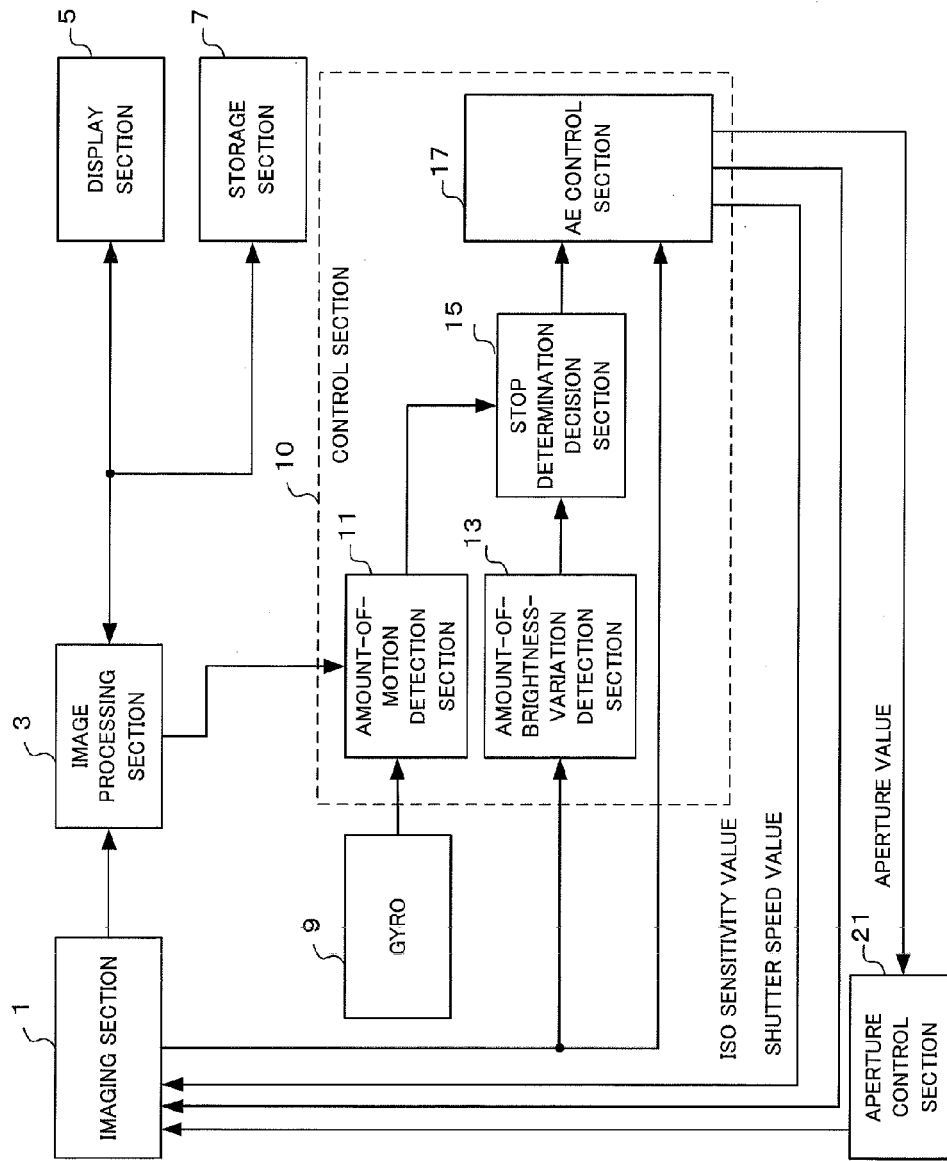 1
IMAGING SECTION
3
IMAGE
PROCESSING
SECTION
5
DISPLAY
SECTION
7
STORAGE
SECTION
9
GYRO
10
CONTROL SECTION
11
AMOUNT-OF-
MOTION
DETECTION
SECTION
13
AMOUNT-OF-
BRIGHTNESS-
VARIATION
DETECTION
SECTION
15
STOP
DETERMINATION
DECISION
SECTION
17
AE CONTROL
SECTION
ISO SENSITIVITY VALUE
SHUTTER SPEED VALUE
APERTURE VALUE
21
APERTURE
CONTROL
SECTION